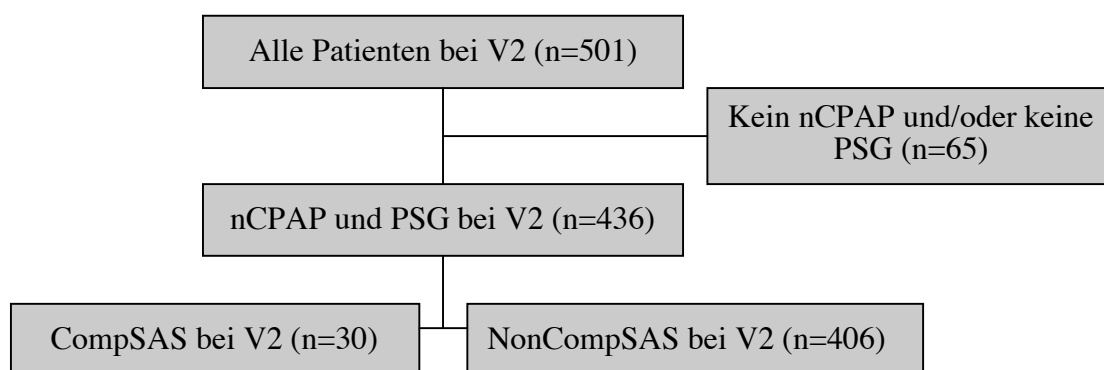 Alle Patienten bei V2 (n=501)
Kein nCPAP und/oder keine
PSG (n=65)
nCPAP und PSG bei V2 (n=436)
CompSAS bei V2 (n=30)
NonCompSAS bei V2 (n=406)